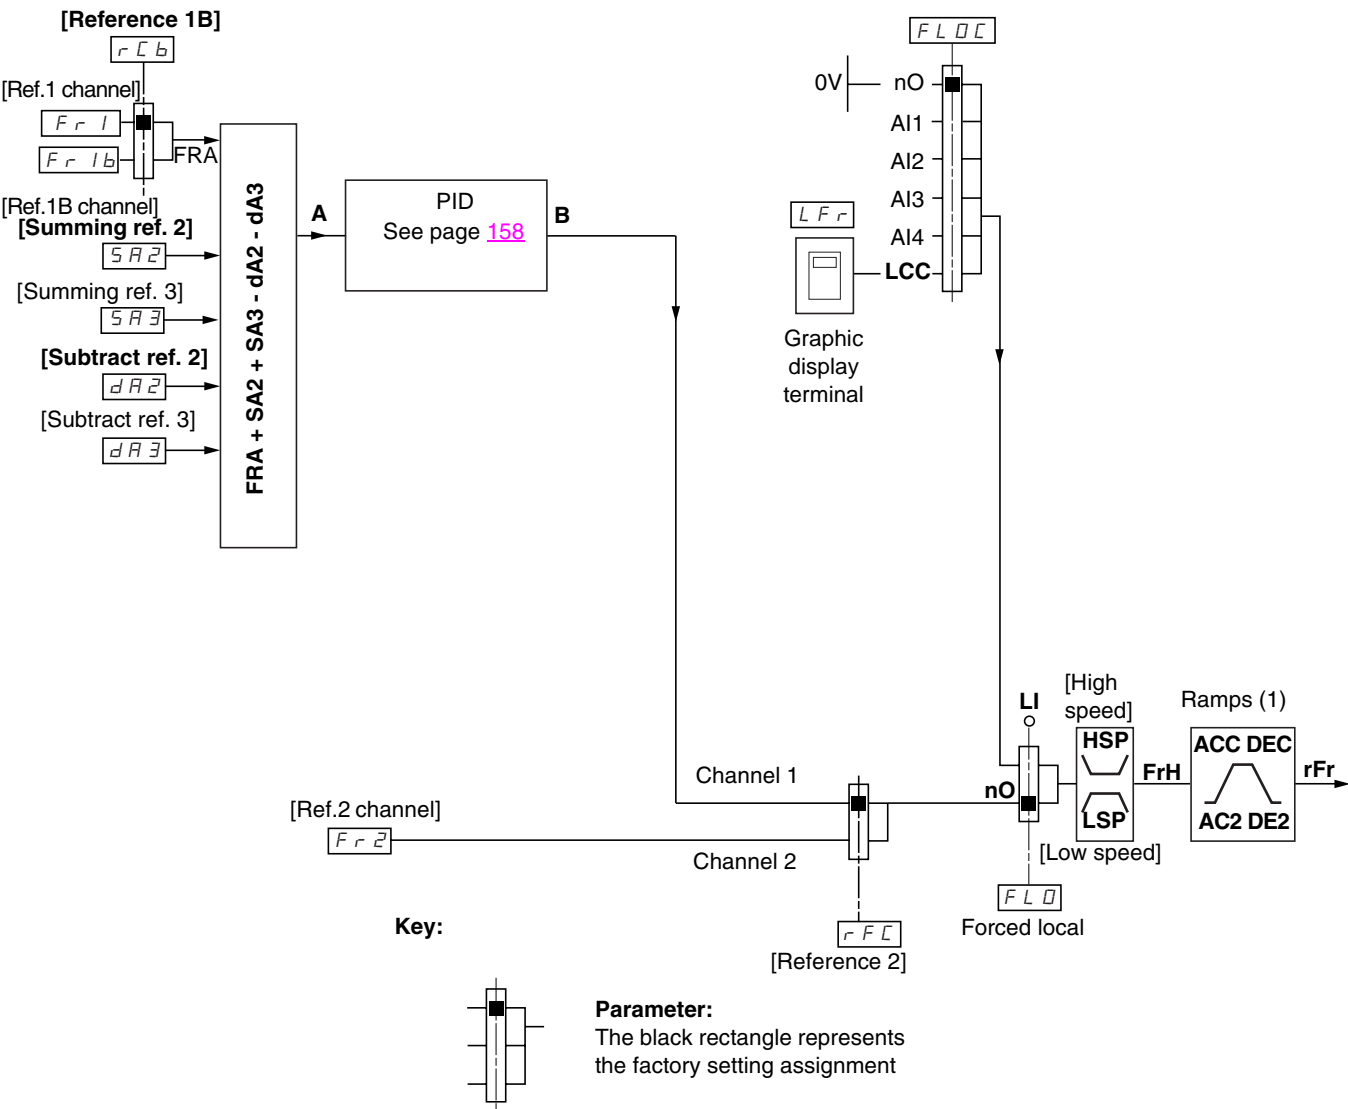 [Reference 1B]
rCb
[Ref.1 channel]
Fr1
Fr1b
FRA
[Ref.1B channel]
[Summing ref. 2]
SA2
[Summing ref. 3]
SA3
[Subtract ref. 2]
dA2
[Subtract ref. 3]
dA3
FRA + SA2 + SA3 - dA2 - dA3
A
PID
See page 158
B
FLOC
0V
nO
AI1
AI2
AI3
AI4
LCC
LFr
Graphic
display
terminal
Channel 1
[Ref.2 channel]
Fr2
Channel 2
rFC
[Reference 2]
LI
nO
FLO
Forced local
[High
speed]
HSP
LSP
[Low speed]
FrH
Ramps (1)
ACC DEC
AC2 DE2
rFr
Key:
Parameter:
The black rectangle represents
the factory setting assignment